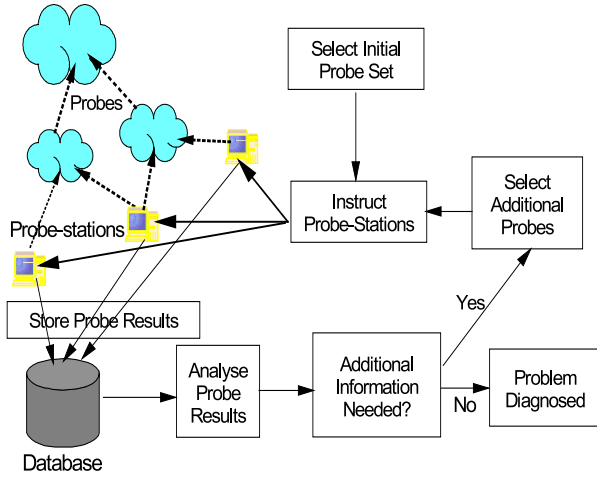 Select Initial
Probe Set
Probes
Instruct
Probe-Stations
Select
Additional
Probes
Probe-stations
Yes
Store Probe Results
Analyse
Probe
Results
Additional
Information
Needed?
No
Problem
Diagnosed
Database